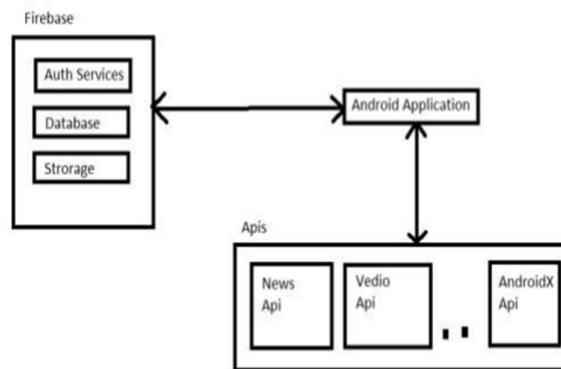 Firebase
Auth Services
Database
Strorage
Android Application
Apis
News
Api
Vedio
Api
AndroidX
Api